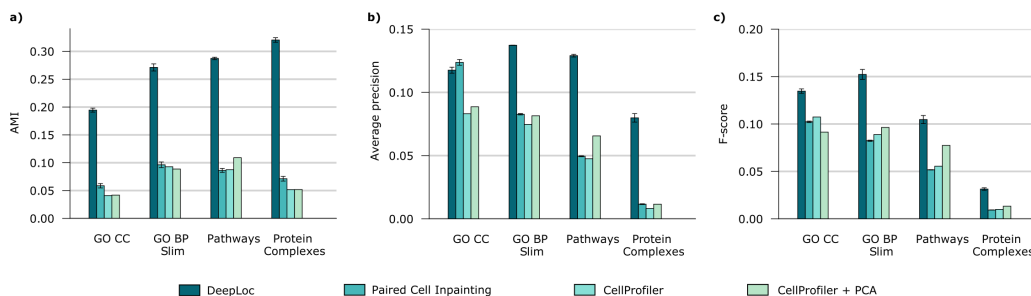 a)
AMI
0.30
0.25
0.20
0.15
0.10
0.05
0.00
GO CC
GO BP
Slim
Pathways
Protein
Complexes
b)
Average precision
0.15
0.10
0.05
0.00
GO CC
GO BP
Slim
Pathways
Protein
Complexes
c)
F-score
0.20
0.15
0.10
0.05
0.00
GO CC
GO BP
Slim
Pathways
Protein
Complexes
DeepLoc
Paired Cell Inpainting
CellProfiler
CellProfiler + PCA